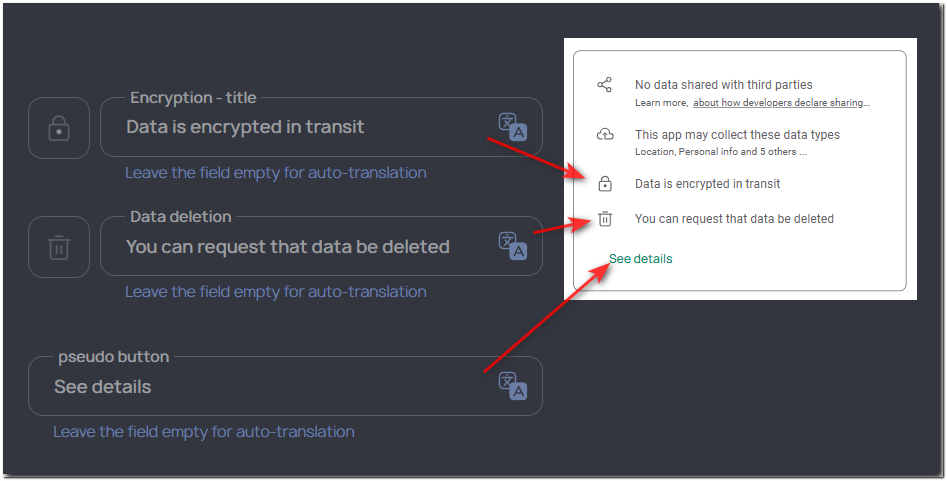 Encryption - title
Data is encrypted in transit
Leave the field empty for auto-translation
Data deletion
You can request that data be deleted
Leave the field empty for auto-translation
pseudo button
See details
Leave the field empty for auto-translation
No data shared with third parties
Learn more, about how developers declare sharing...
This app may collect these data types
Location, Personal info and 5 others ...
Data is encrypted in transit
You can request that data be deleted
See details